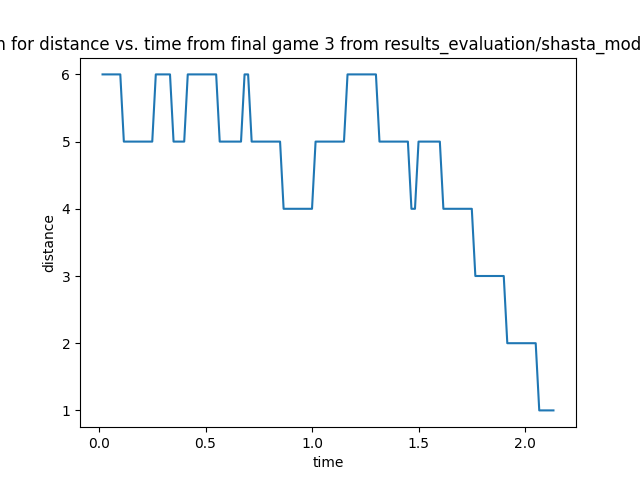 for distance vs. time from final game 3 from results_evaluation/shasta_mod
6
5
4
3
2
1
distance
0.0 0.5 1.0 1.5 2.0
time